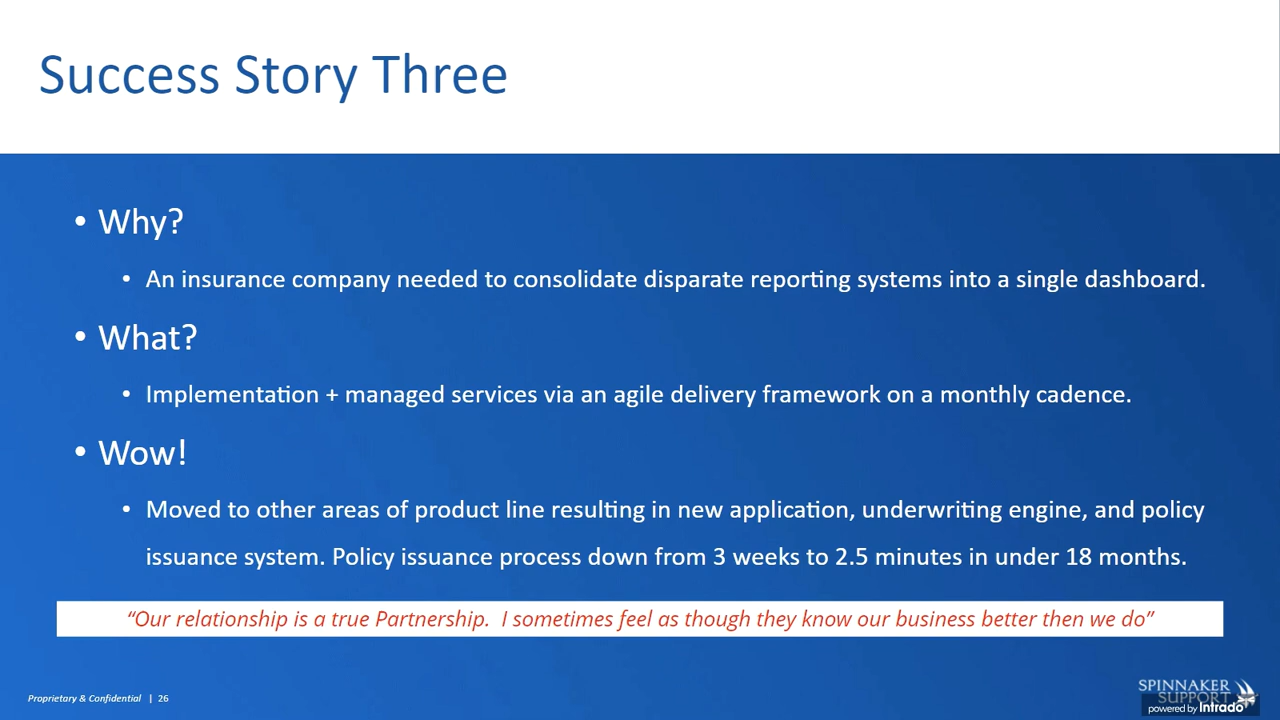 Success Story Three
• Why?
• An insurance company needed to consolidate disparate reporting systems into a single dashboard.
• What?
• Implementation + managed services via an agile delivery framework on a monthly cadence.
• Wow!
• Moved to other areas of product line resulting in new application, underwriting engine, and policy
issuance system. Policy issuance process down from 3 weeks to 2.5 minutes in under 18 months.
“Our relationship is a true Partnership.  I sometimes feel as though they know our business better then we do”
Proprietary & Confidential | 26
SPINNAKER
SUPPORT
powered by Intrado